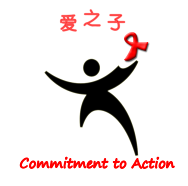 爱之子
Commitment to Action